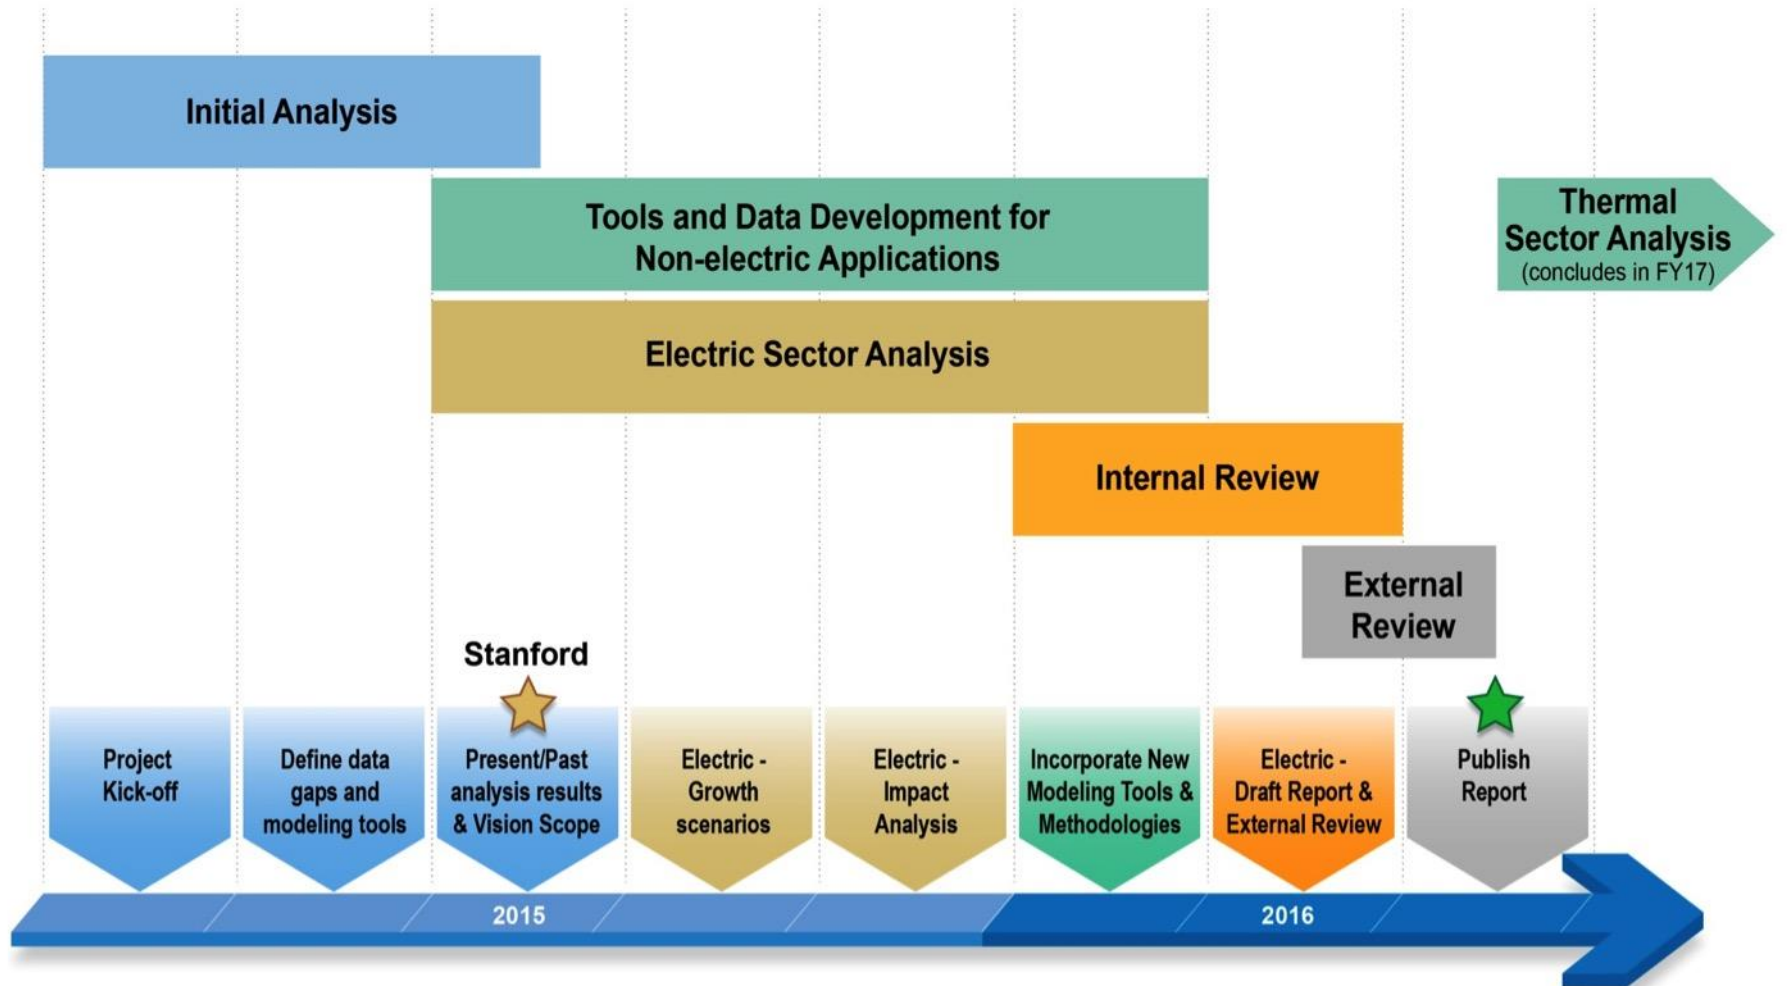 Initial Analysis
Tools and Data Development for
Non-electric Applications
Thermal
Sector Analysis
(concludes in FY17)
Electric Sector Analysis
Internal Review
External
Review
Stanford
Project
Kick-off
Define data
gaps and
modeling tools
Present/Past
analysis results
& Vision Scope
Electric -
Growth
scenarios
Electric -
Impact
Analysis
Incorporate New
Modeling Tools &
Methodologies
Electric -
Draft Report &
External Review
Publish
Report
2015
2016